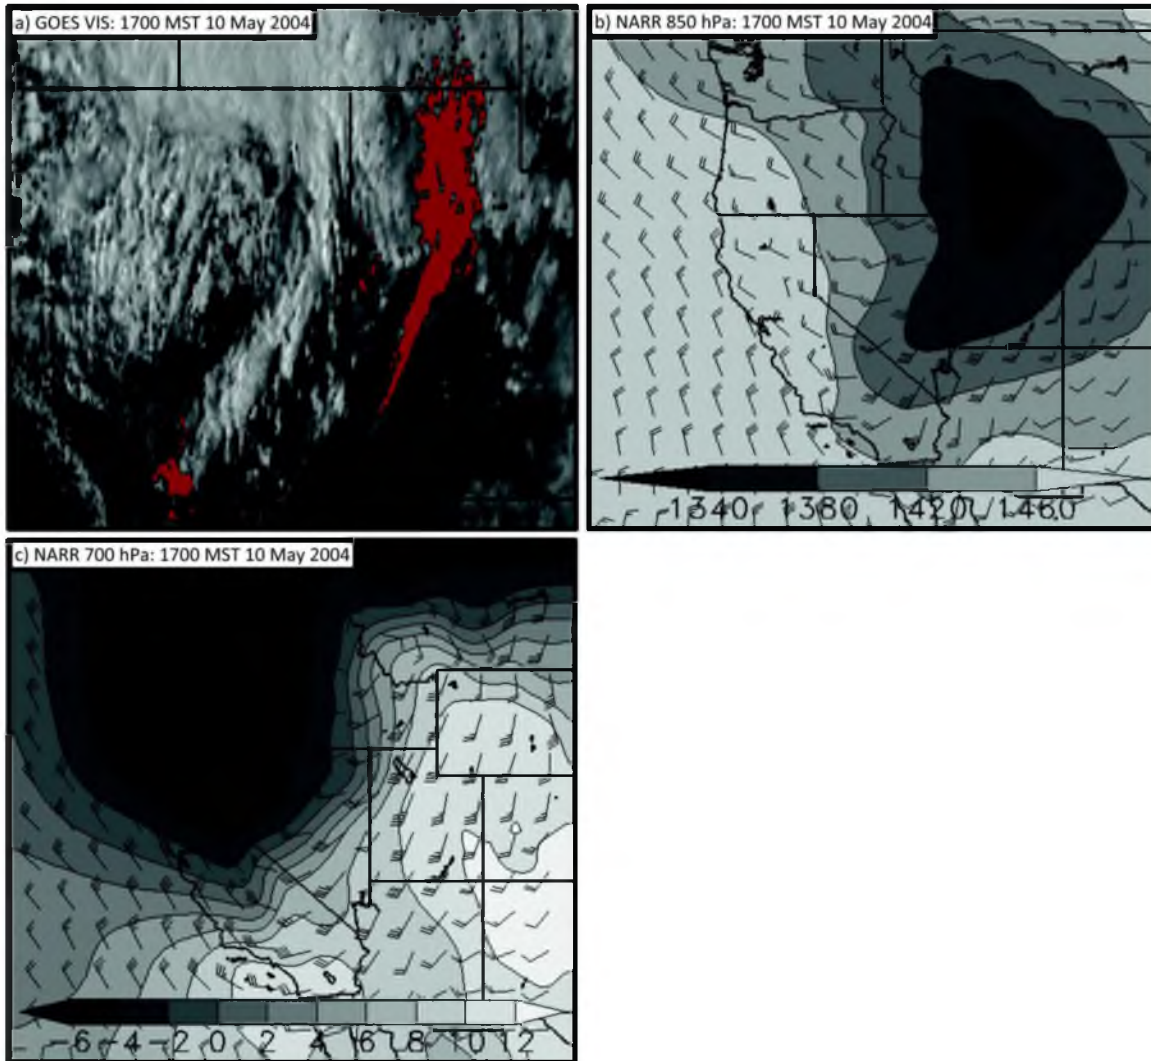 a) GOES VIS: 1700 MST 10 May 2004
b) NARR 850 hPa: 1700 MST 10 May 2004
1340 1380 1420 1460
c) NARR 700 hPa: 1700 MST 10 May 2004
-6 -4 -2 0 2 4 6 8 10 12